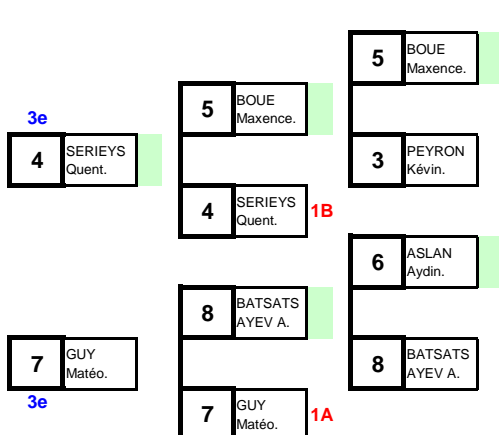 3e
4 SERIEYS
Quent.
7 GUY
Matéo.
3e
5 BOUE
Maxence.
4 SERIEYS
Quent. 1B
8 BATSATS
AYEV A.
7 GUY
Matéo. 1A
5 BOUE
Maxence.
3 PEYRON
Kévin.
6 ASLAN
Aydin.
8 BATSATS
AYEV A.